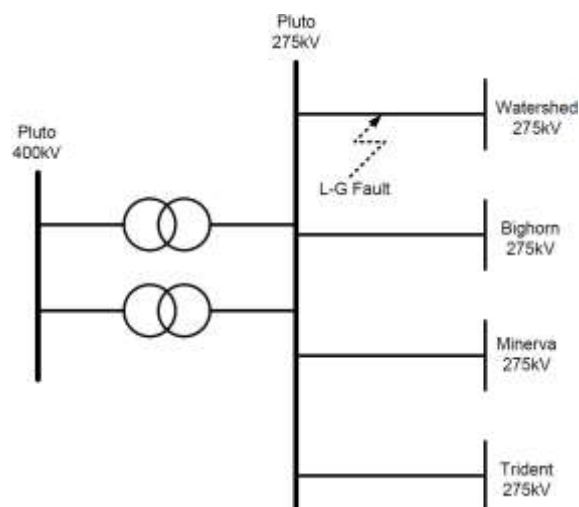 Pluto
275kV
Watershed
275kV
Pluto
400kV
L-G Fault
Bighorn
275kV
Minerva
275kV
Trident
275kV